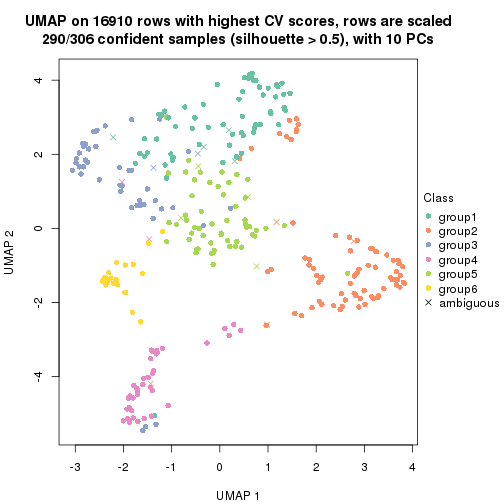 UMAP on 16910 rows with highest CV scores, rows are scaled
290/306 confident samples (silhouette > 0.5), with 10 PCs
4
2
0
-2
-4
UMAP 2
-3 -2 -1 0 1 2 3 4
UMAP 1
Class
group1
group2
group3
group4
group5
group6
ambiguous